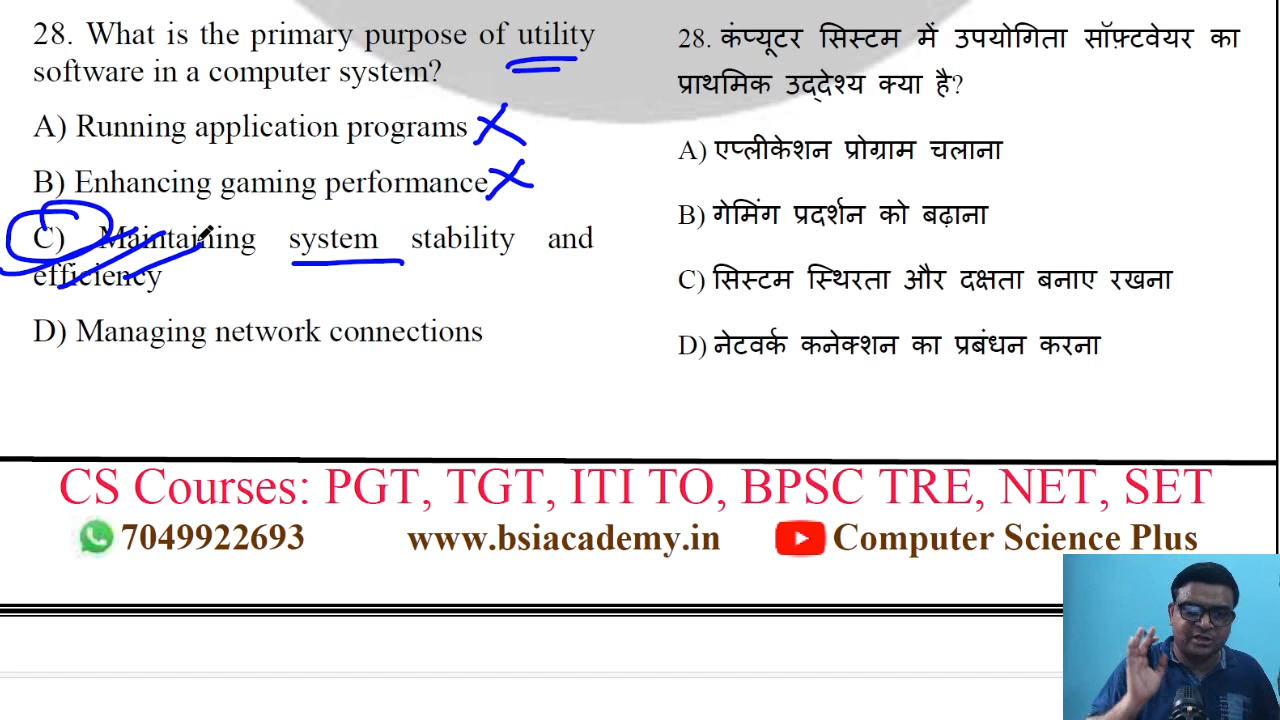 28. What is the primary purpose of utility
software in a computer system?
A) Running application programs
B) Enhancing gaming performance
C) Maintaining system stability and
efficiency
D) Managing network connections
28. कंप्यूटर सिस्टम में उपयोगिता सॉफ़्टवेयर का
प्राथमिक उद्देश्य क्या है?
A) एप्लीकेशन प्रोग्राम चलाना
B) गेमिंग प्रदर्शन को बढ़ाना
C) सिस्टम स्थिरता और दक्षता बनाए रखना
D) नेटवर्क कनेक्शन का प्रबंधन करना
CS Courses: PGT, TGT, ITI TO, BPSC TRE, NET, SET
7049922693 www.bsiacademy.in Computer Science Plus